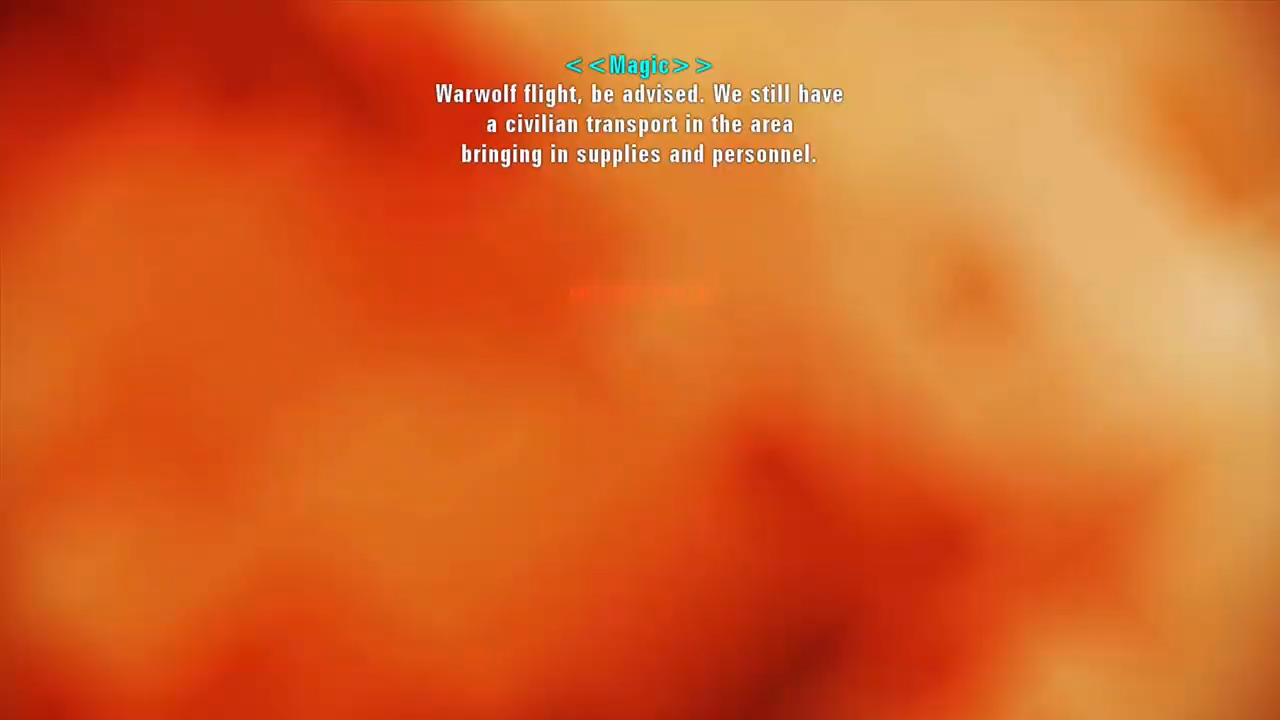 <<Magic>>
Warwolf flight, be advised. We still have
a civilian transport in the area
bringing in supplies and personnel.